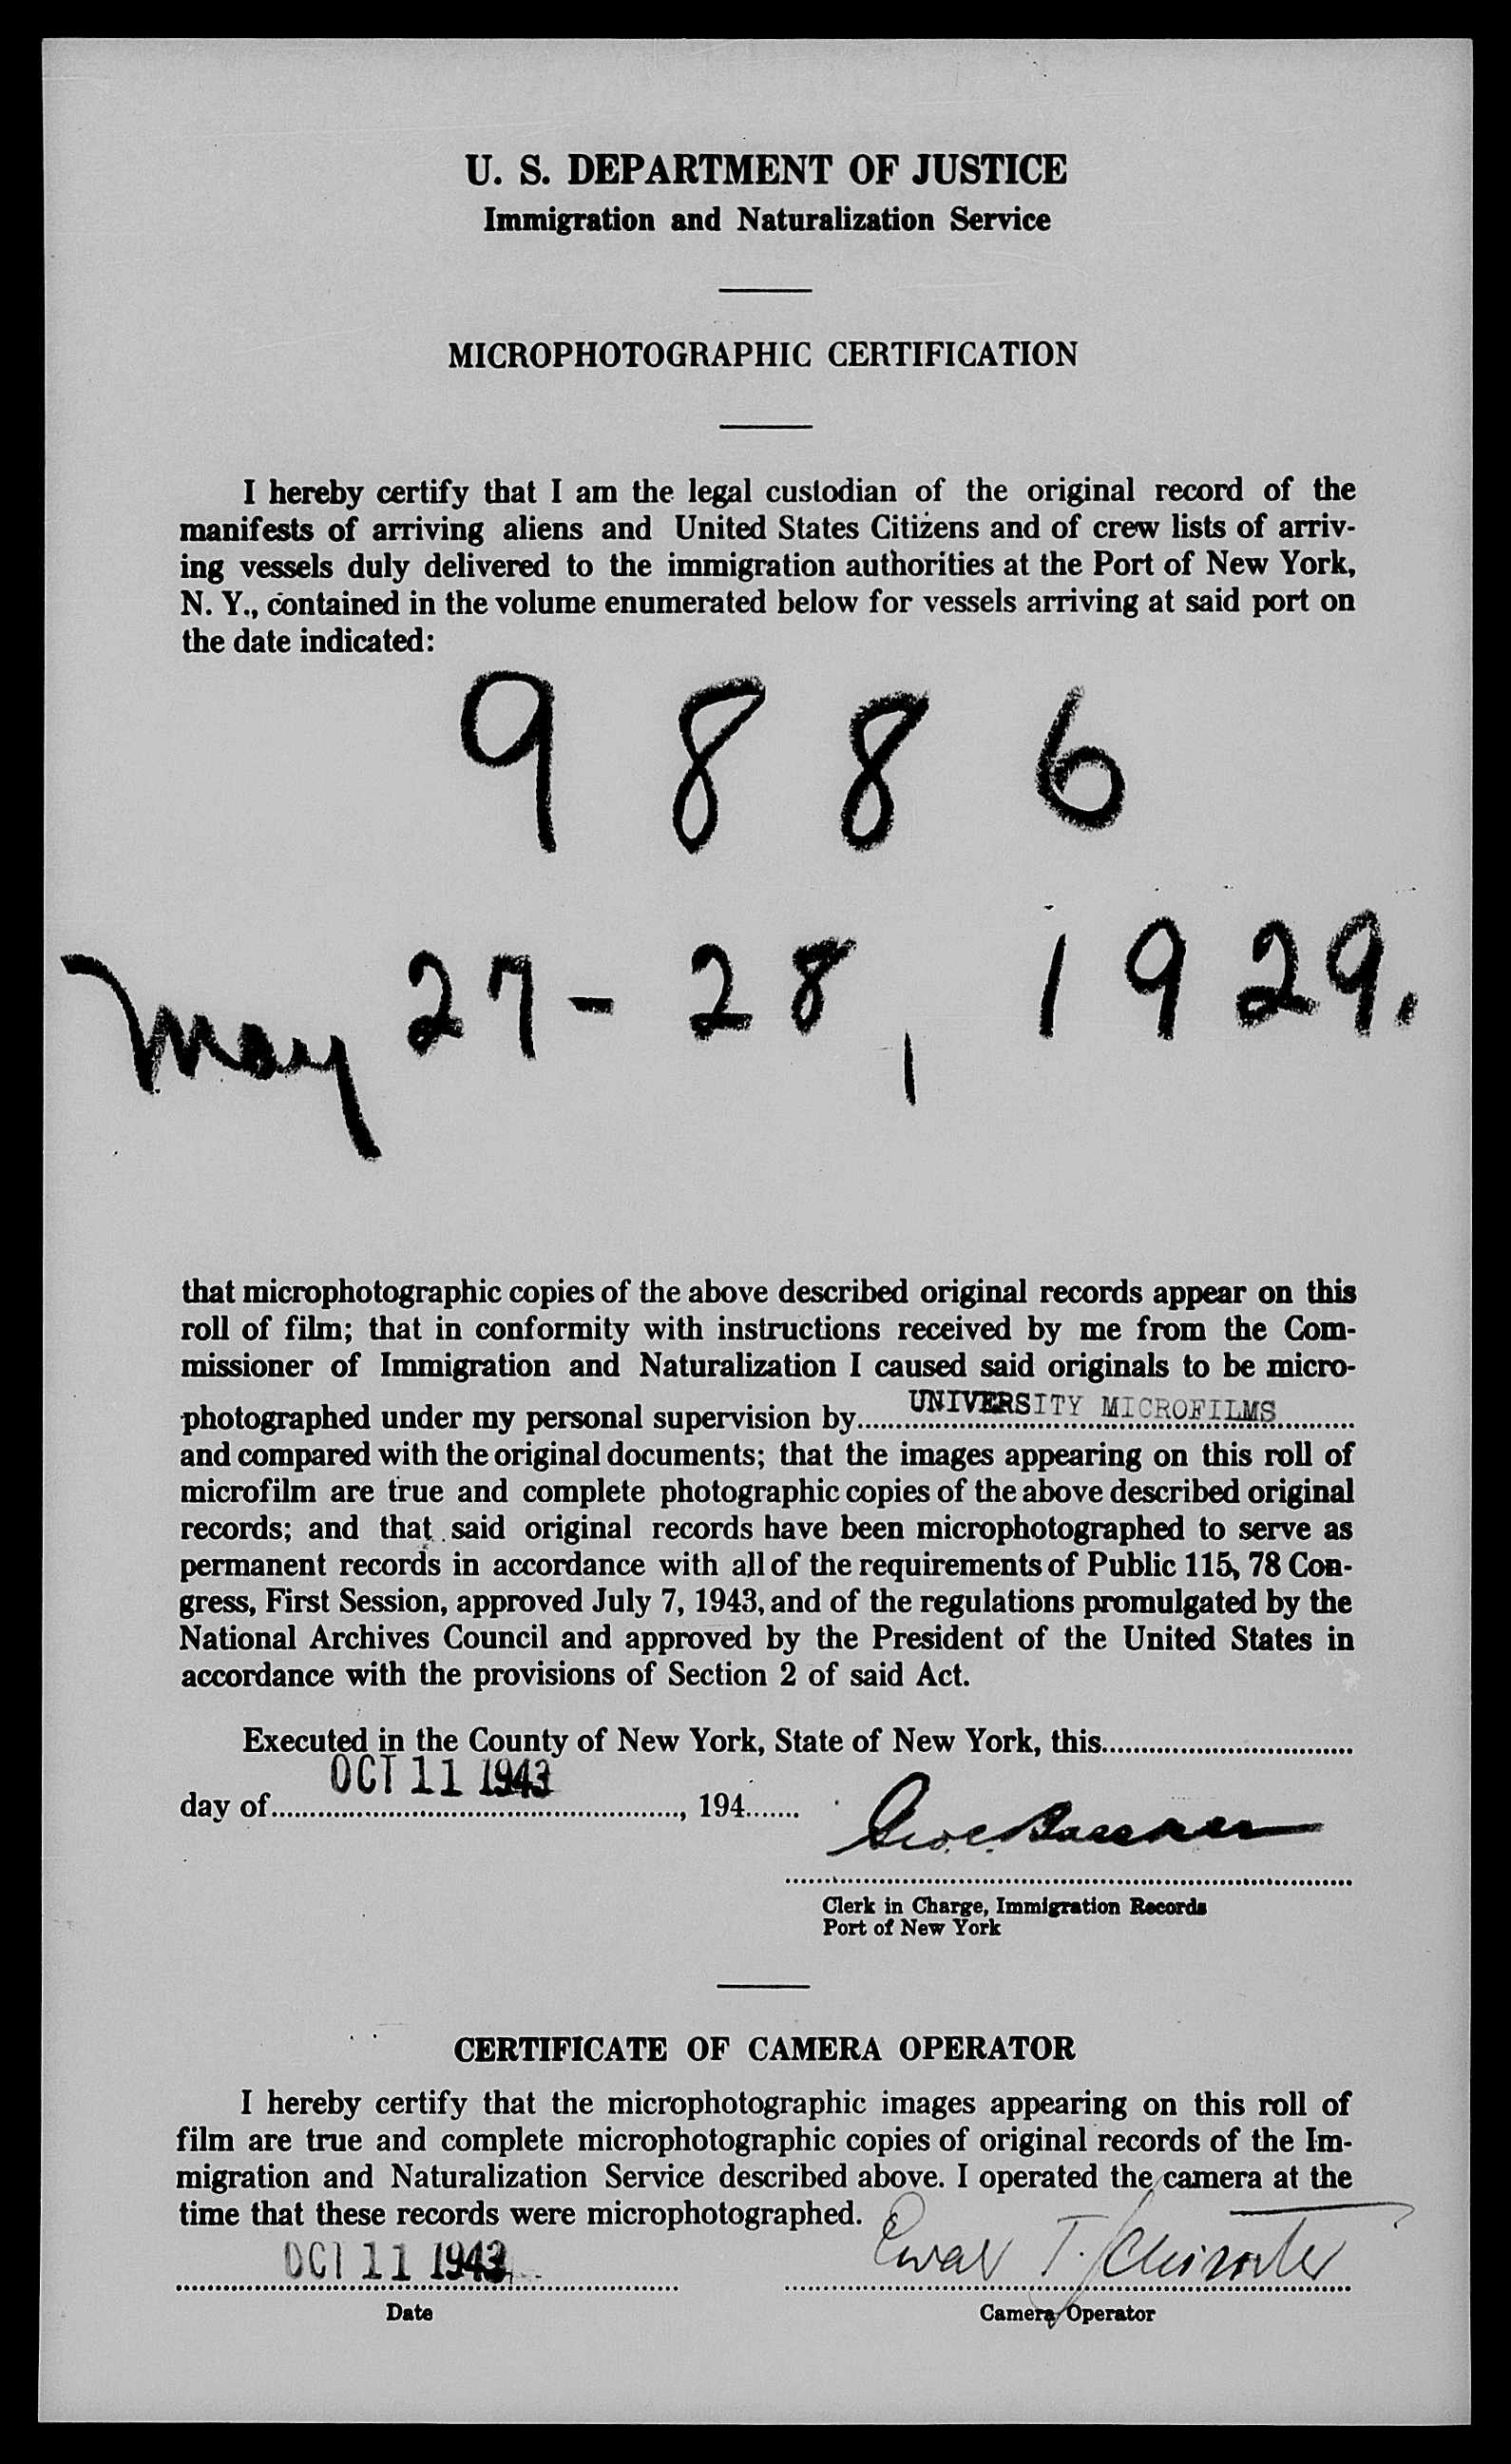 U. S. DEPARTMENT OF JUSTICE
Immigration and Naturalization Service
MICROPHOTOGRAPHIC CERTIFICATION
I hereby certify that I am the legal custodian of the original record of the
manifests of arriving aliens and United States Citizens and of crew lists of arriv-
ing vessels duly delivered to the immigration authorities at the Port of New York,
N. Y., contained in the volume enumerated below for vessels arriving at said port on
the date indicated:
9886
May 27-28, 1929.
that microphotographic copies of the above described original records appear on this
roll of film; that in conformity with instructions received by me from the Com-
missioner of Immigration and Naturalization I caused said originals to be micro-
photographed under my personal supervision by UNIVERSITY MICROFILMS
and compared with the original documents; that the images appearing on this roll of
microfilm are true and complete photographic copies of the above described original
records; and that said original records have been microphotographed to serve as
permanent records in accordance with all of the requirements of Public 115, 78 Con-
gress, First Session, approved July 7, 1943, and of the regulations promulgated by the
National Archives Council and approved by the President of the United States in
accordance with the provisions of Section 2 of said Act.
Executed in the County of New York, State of New York, this
day of OCT 11 1943, 194
Clerk in Charge, Immigration Records
Port of New York
CERTIFICATE OF CAMERA OPERATOR
I hereby certify that the microphotographic images appearing on this roll of
film are true and complete microphotographic copies of original records of the Im-
migration and Naturalization Service described above. I operated the camera at the
time that these records were microphotographed.
OCT 11 1943
Date
Camera Operator